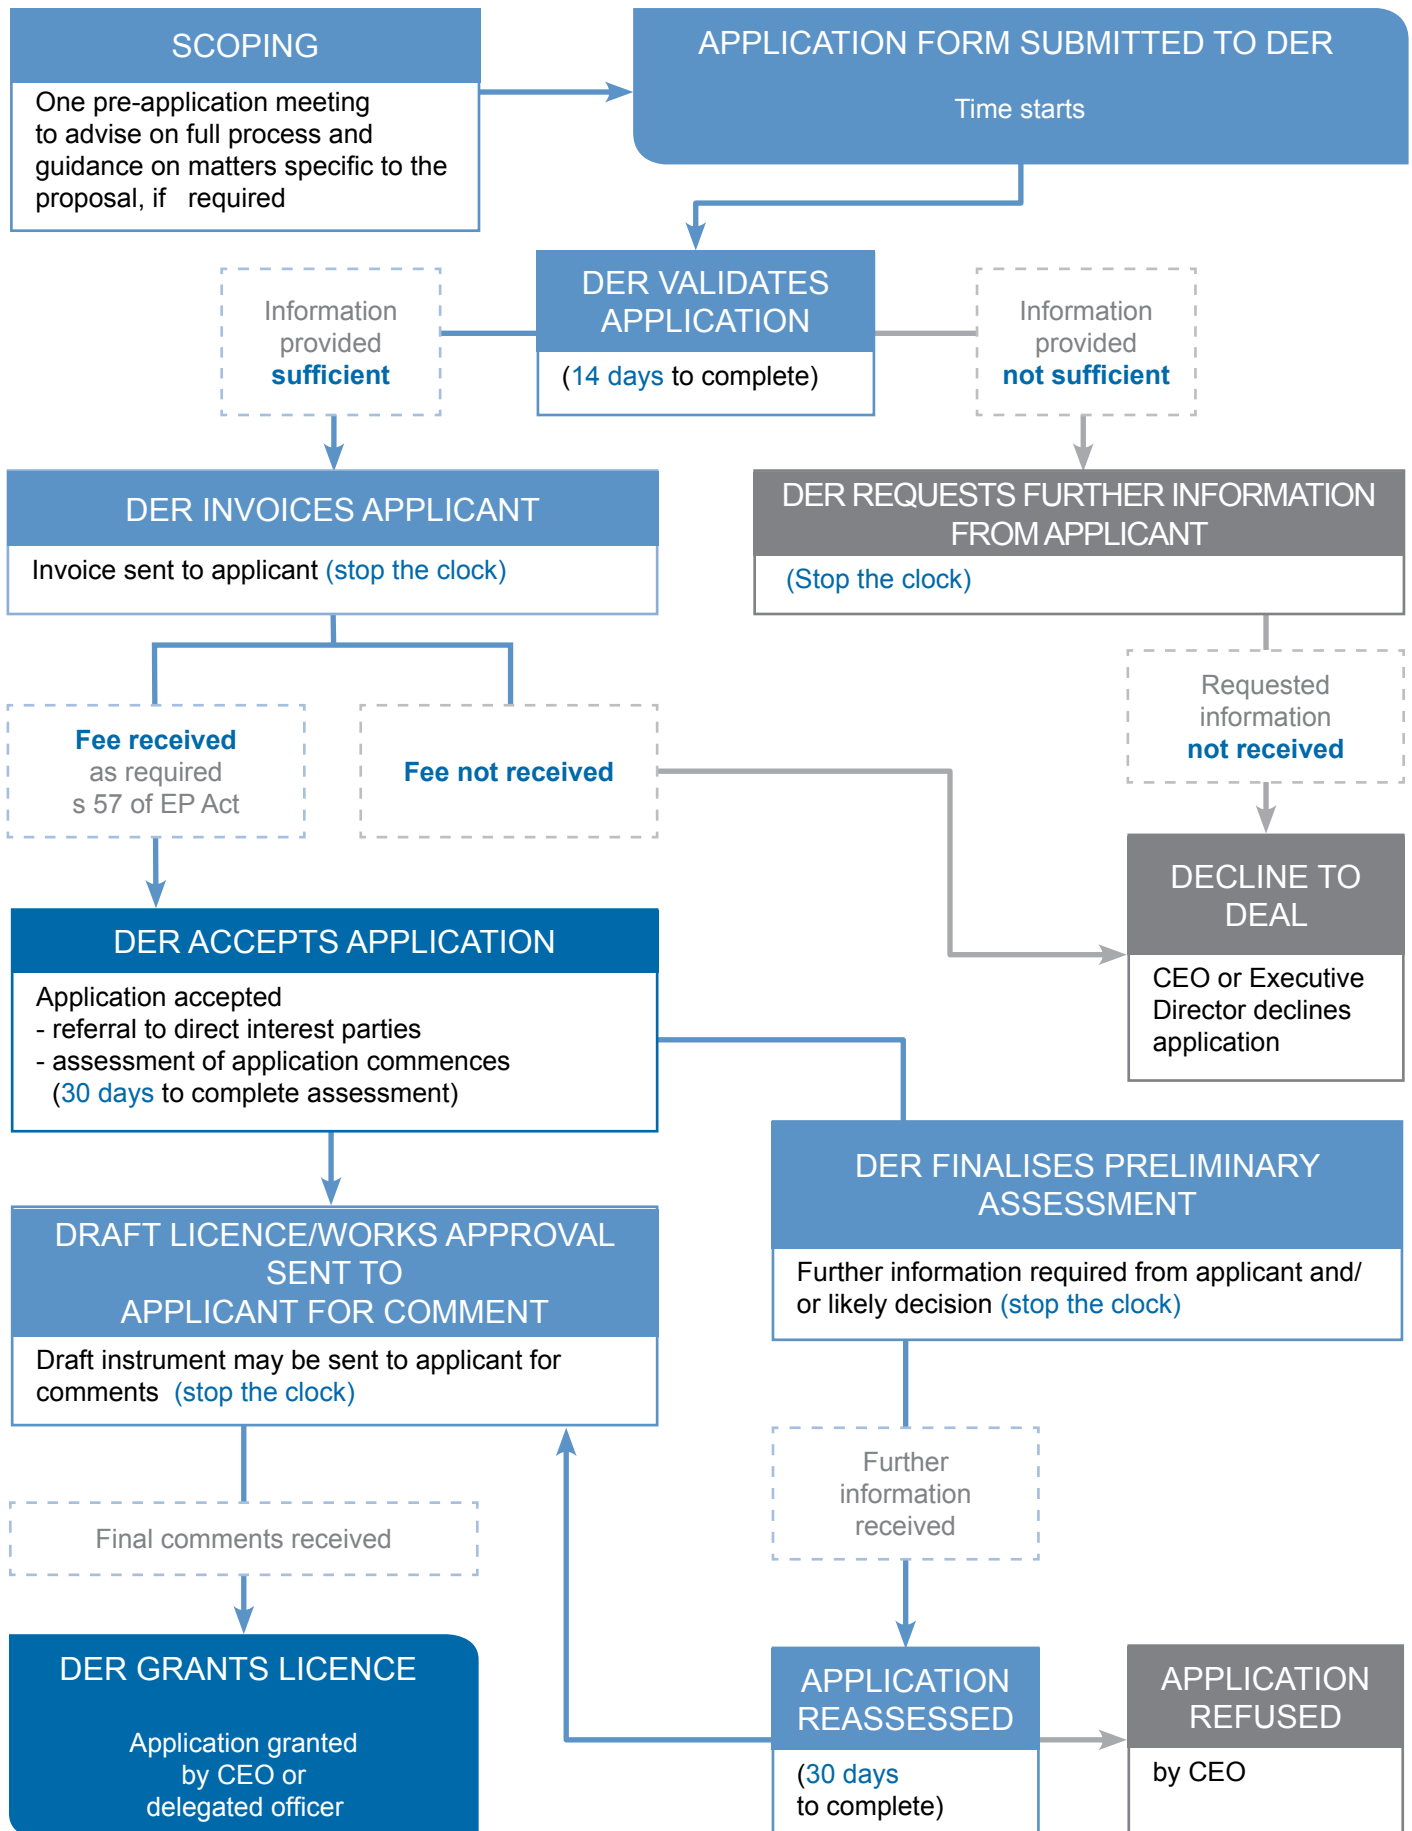 SCOPING
One pre-application meeting
to advise on full process and
guidance on matters specific to the
proposal, if required
APPLICATION FORM SUBMITTED TO DER
Time starts
DER VALIDATES
APPLICATION
(14 days to complete)
Information
provided
sufficient
Information
provided
not sufficient
DER INVOICES APPLICANT
Invoice sent to applicant (stop the clock)
DER REQUESTS FURTHER INFORMATION
FROM APPLICANT
(Stop the clock)
Fee received
as required
s 57 of EP Act
Fee not received
Requested
information
not received
DECLINE TO
DEAL
CEO or Executive
Director declines
application
DER ACCEPTS APPLICATION
Application accepted
- referral to direct interest parties
- assessment of application commences
(30 days to complete assessment)
DRAFT LICENCE/WORKS APPROVAL
SENT TO
APPLICANT FOR COMMENT
Draft instrument may be sent to applicant for
comments (stop the clock)
DER FINALISES PRELIMINARY
ASSESSMENT
Further information required from applicant and/
or likely decision (stop the clock)
Further
information
received
Final comments received
DER GRANTS LICENCE
Application granted
by CEO or
delegated officer
APPLICATION
REASSESSED
(30 days
to complete)
APPLICATION
REFUSED
by CEO